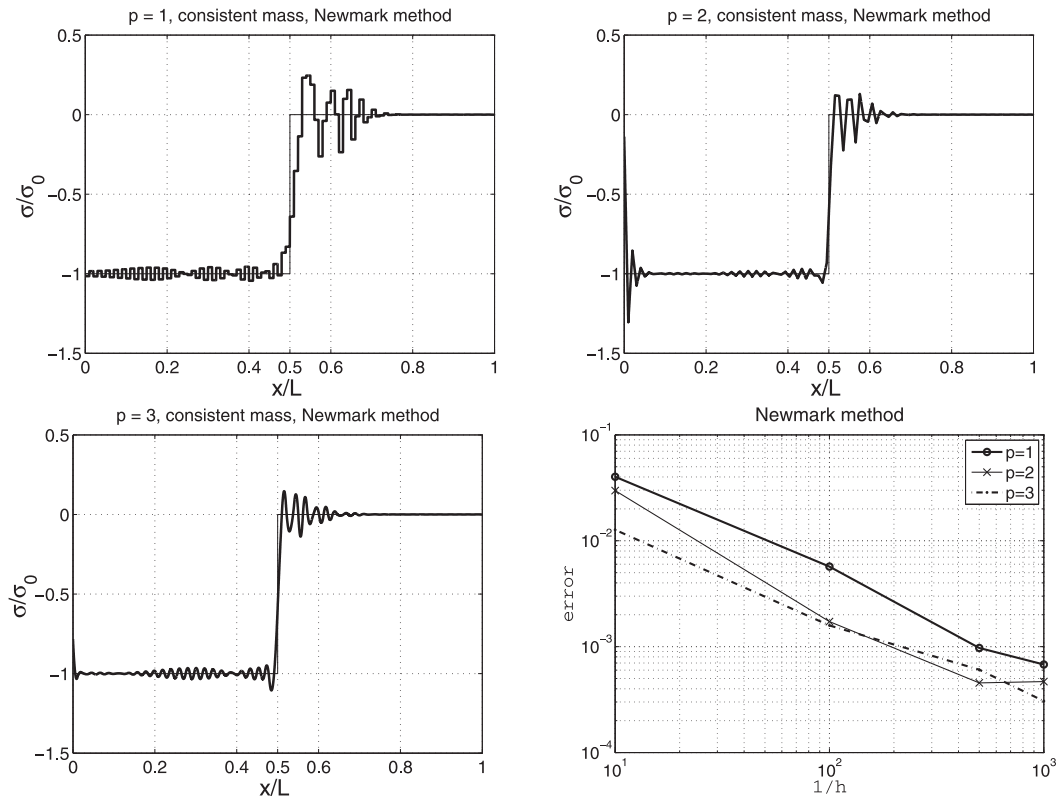 p = 1, consistent mass, Newmark method
0.5
0
−0.5
−1
−1.5
σ/σ0
0 0.2 0.4 0.5 0.6 0.8 1
x/L
p = 2, consistent mass, Newmark method
0.5
0
−0.5
−1
−1.5
σ/σ0
0 0.2 0.4 0.5 0.6 0.8 1
x/L
p = 3, consistent mass, Newmark method
0.5
0
−0.5
−1
−1.5
σ/σ0
0 0.2 0.4 0.5 0.6 0.8 1
x/L
Newmark method
10^-1
10^-2
10^-3
10^-4
error
p=1
p=2
p=3
10^1 10^2 10^3
1/h